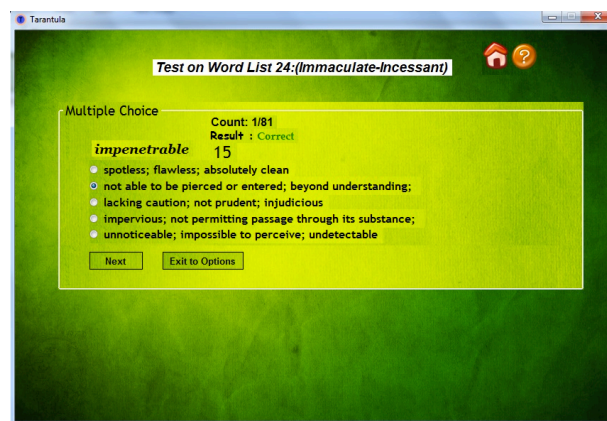 Tarantula
Test on Word List 24:(Immaculate-Incessant)
?
Multiple Choice
Count: 1/81
Result : Correct
impenetrable 15
spotless; flawless; absolutely clean
not able to be pierced or entered; beyond understanding;
lacking caution; not prudent; injudicious
impervious; not permitting passage through its substance;
unnoticeable; impossible to perceive; undetectable
Next Exit to Options